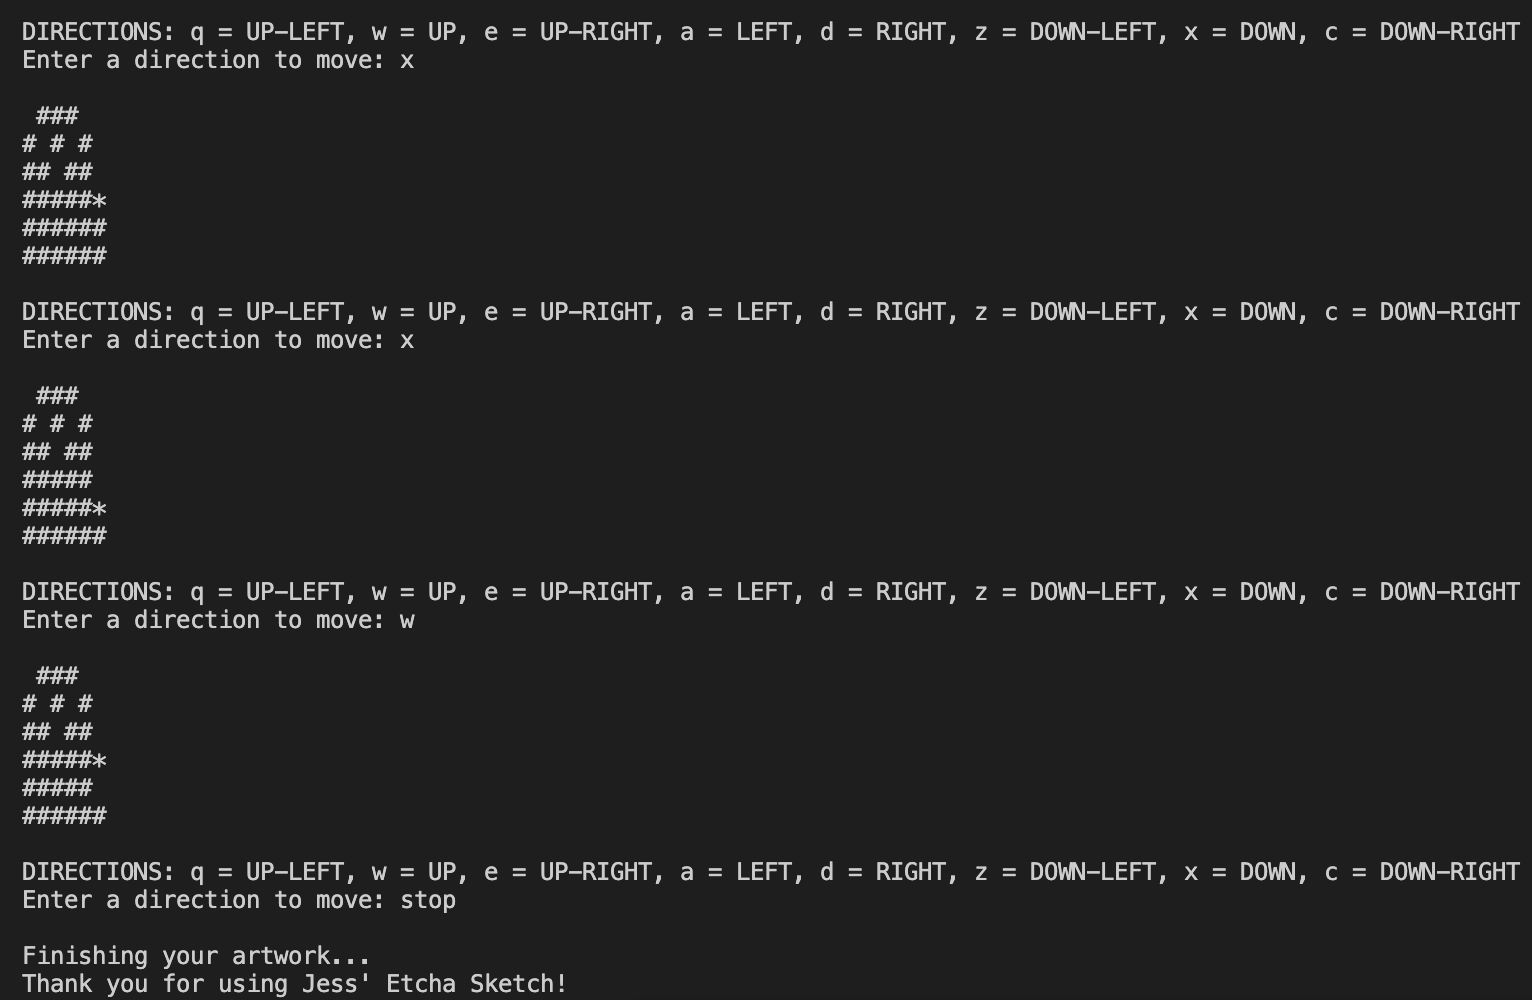 DIRECTIONS: q = UP-LEFT, w = UP, e = UP-RIGHT, a = LEFT, d = RIGHT, z = DOWN-LEFT, x = DOWN, c = DOWN-RIGHT
Enter a direction to move: x

 ###
# # #
## ##
#####*
######
######

DIRECTIONS: q = UP-LEFT, w = UP, e = UP-RIGHT, a = LEFT, d = RIGHT, z = DOWN-LEFT, x = DOWN, c = DOWN-RIGHT
Enter a direction to move: x

 ###
# # #
## ##
#####
#####*
######

DIRECTIONS: q = UP-LEFT, w = UP, e = UP-RIGHT, a = LEFT, d = RIGHT, z = DOWN-LEFT, x = DOWN, c = DOWN-RIGHT
Enter a direction to move: w

 ###
# # #
## ##
#####*
#####
######

DIRECTIONS: q = UP-LEFT, w = UP, e = UP-RIGHT, a = LEFT, d = RIGHT, z = DOWN-LEFT, x = DOWN, c = DOWN-RIGHT
Enter a direction to move: stop

Finishing your artwork...
Thank you for using Jess' Etcha Sketch!